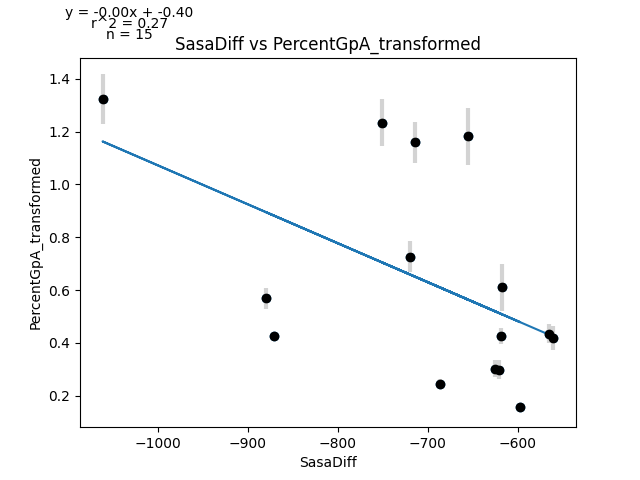 y = -0.00x + -0.40
r^2 = 0.27
n = 15
SasaDiff vs PercentGpA_transformed
PercentGpA_transformed
1.4
1.2
1.0
0.8
0.6
0.4
0.2
−1000
−900
−800
−700
−600
SasaDiff